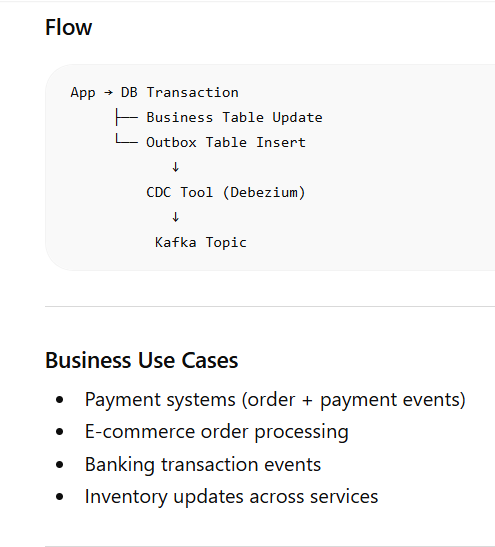 Flow
App → DB Transaction
├── Business Table Update
└── Outbox Table Insert
↓
CDC Tool (Debezium)
↓
Kafka Topic
Business Use Cases
• Payment systems (order + payment events)
• E-commerce order processing
• Banking transaction events
• Inventory updates across services